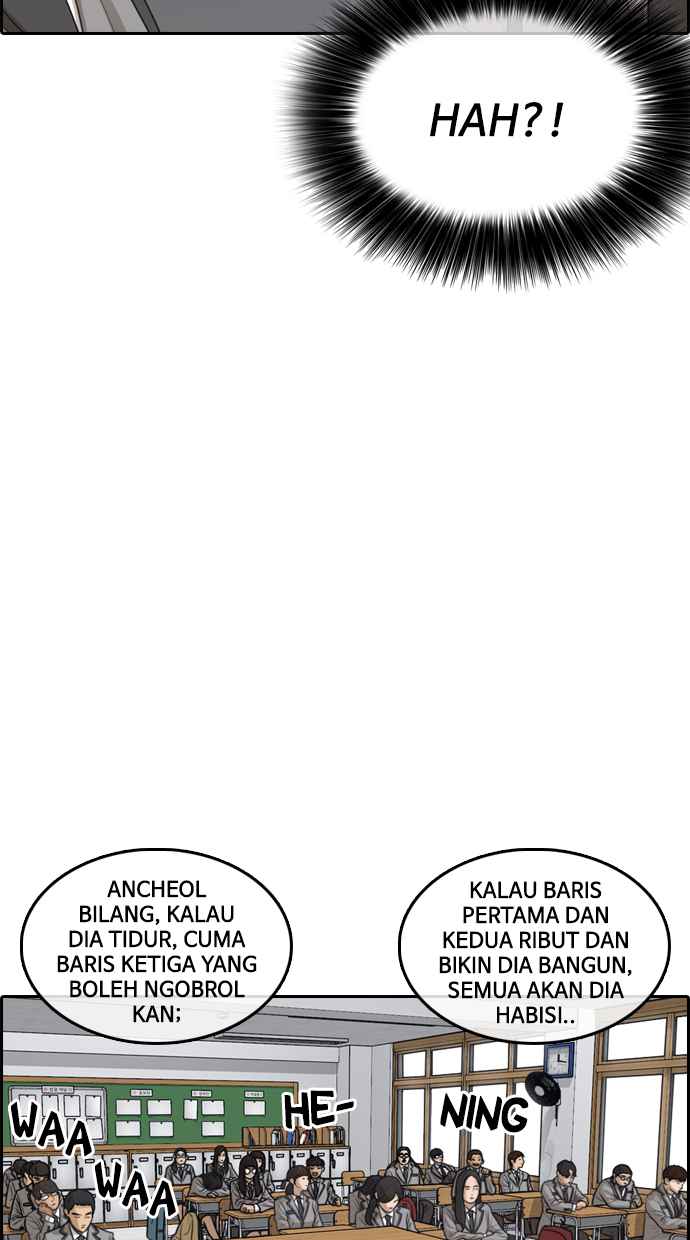 HAH?!
ANCHEOL
BILANG, KALAU
DIA TIDUR, CUMA
BARIS KETIGA YANG
BOLEH NGOBROL
KAN;
KALAU BARIS
PERTAMA DAN
KEDUA RIBUT DAN
BIKIN DIA BANGUN,
SEMUA AKAN DIA
HABISI..
WAA
WAA
HE-
NING